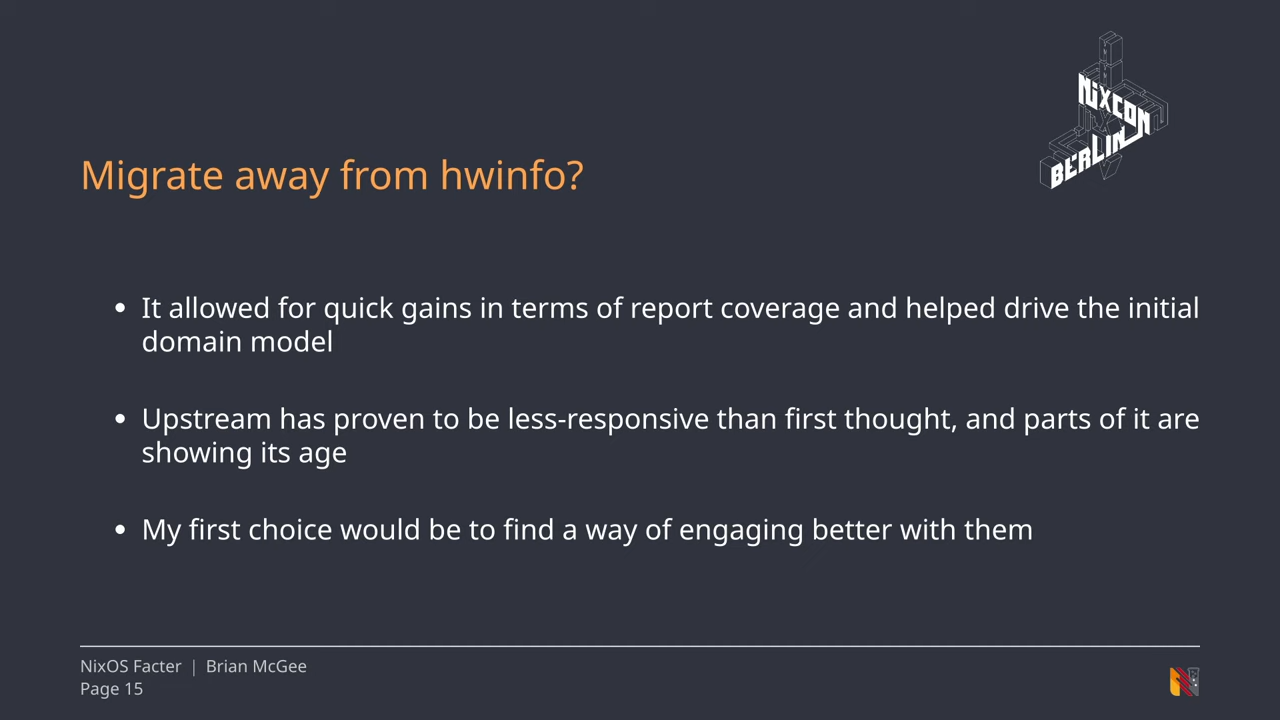 NIXCON
BERLIN
Migrate away from hwinfo?
• It allowed for quick gains in terms of report coverage and helped drive the initial
domain model
• Upstream has proven to be less-responsive than first thought, and parts of it are
showing its age
• My first choice would be to find a way of engaging better with them
NixOS Facter | Brian McGee
Page 15